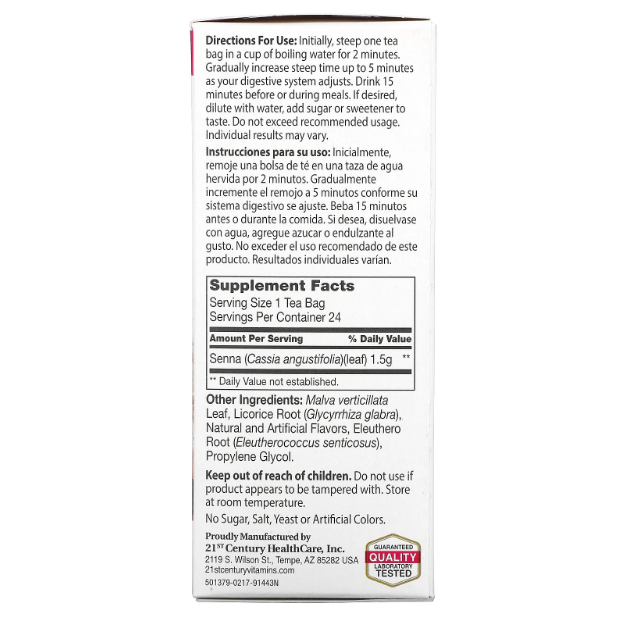 Directions For Use: Initially, steep one tea
bag in a cup of boiling water for 2 minutes.
Gradually increase steep time up to 5 minutes
as your digestive system adjusts. Drink 15
minutes before or during meals. If desired,
dilute with water, add sugar or sweetener to
taste. Do not exceed recommended usage.
Individual results may vary.
Instrucciones para su uso: Inicialmente,
remoje una bolsa de té en una taza de agua
hervida por 2 minutos. Gradualmente
incremente el remojo a 5 minutos conforme su
sistema digestivo se ajuste. Beba 15 minutos
antes o durante la comida. Si desea, disuelvase
con agua, agregue azucar o endulzante al
gusto. No exceder el uso recomendado de este
producto. Resultados individuales varían.
Supplement Facts
Serving Size 1 Tea Bag
Servings Per Container 24
Amount Per Serving % Daily Value
Senna (Cassia angustifolia)(leaf) 1.5g **
** Daily Value not established.
Other Ingredients: Malva verticillata
Leaf, Licorice Root (Glycyrrhiza glabra),
Natural and Artificial Flavors, Eleuthero
Root (Eleutherococcus senticosus),
Propylene Glycol.
Keep out of reach of children. Do not use if
product appears to be tampered with. Store
at room temperature.
No Sugar, Salt, Yeast or Artificial Colors.
Proudly Manufactured by
21ST Century HealthCare, Inc.
2119 S. Wilson St., Tempe, AZ 85282 USA
21stcenturyvitamins.com
501379-0217-91443N
GUARANTEED
QUALITY
LABORATORY
TESTED